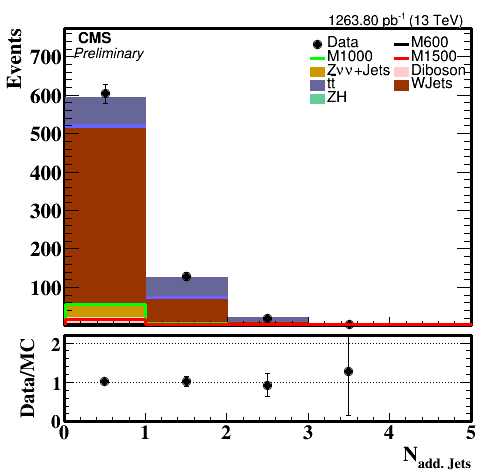 1263.80 pb⁻¹ (13 TeV)
CMS
Preliminary
Data
M600
M1000
M1500
Zνν+Jets
Diboson
tt
WJets
ZH
Events
700
600
500
400
300
200
100
Data/MC
2
1
0
0 1 2 3 4 5
N add. Jets